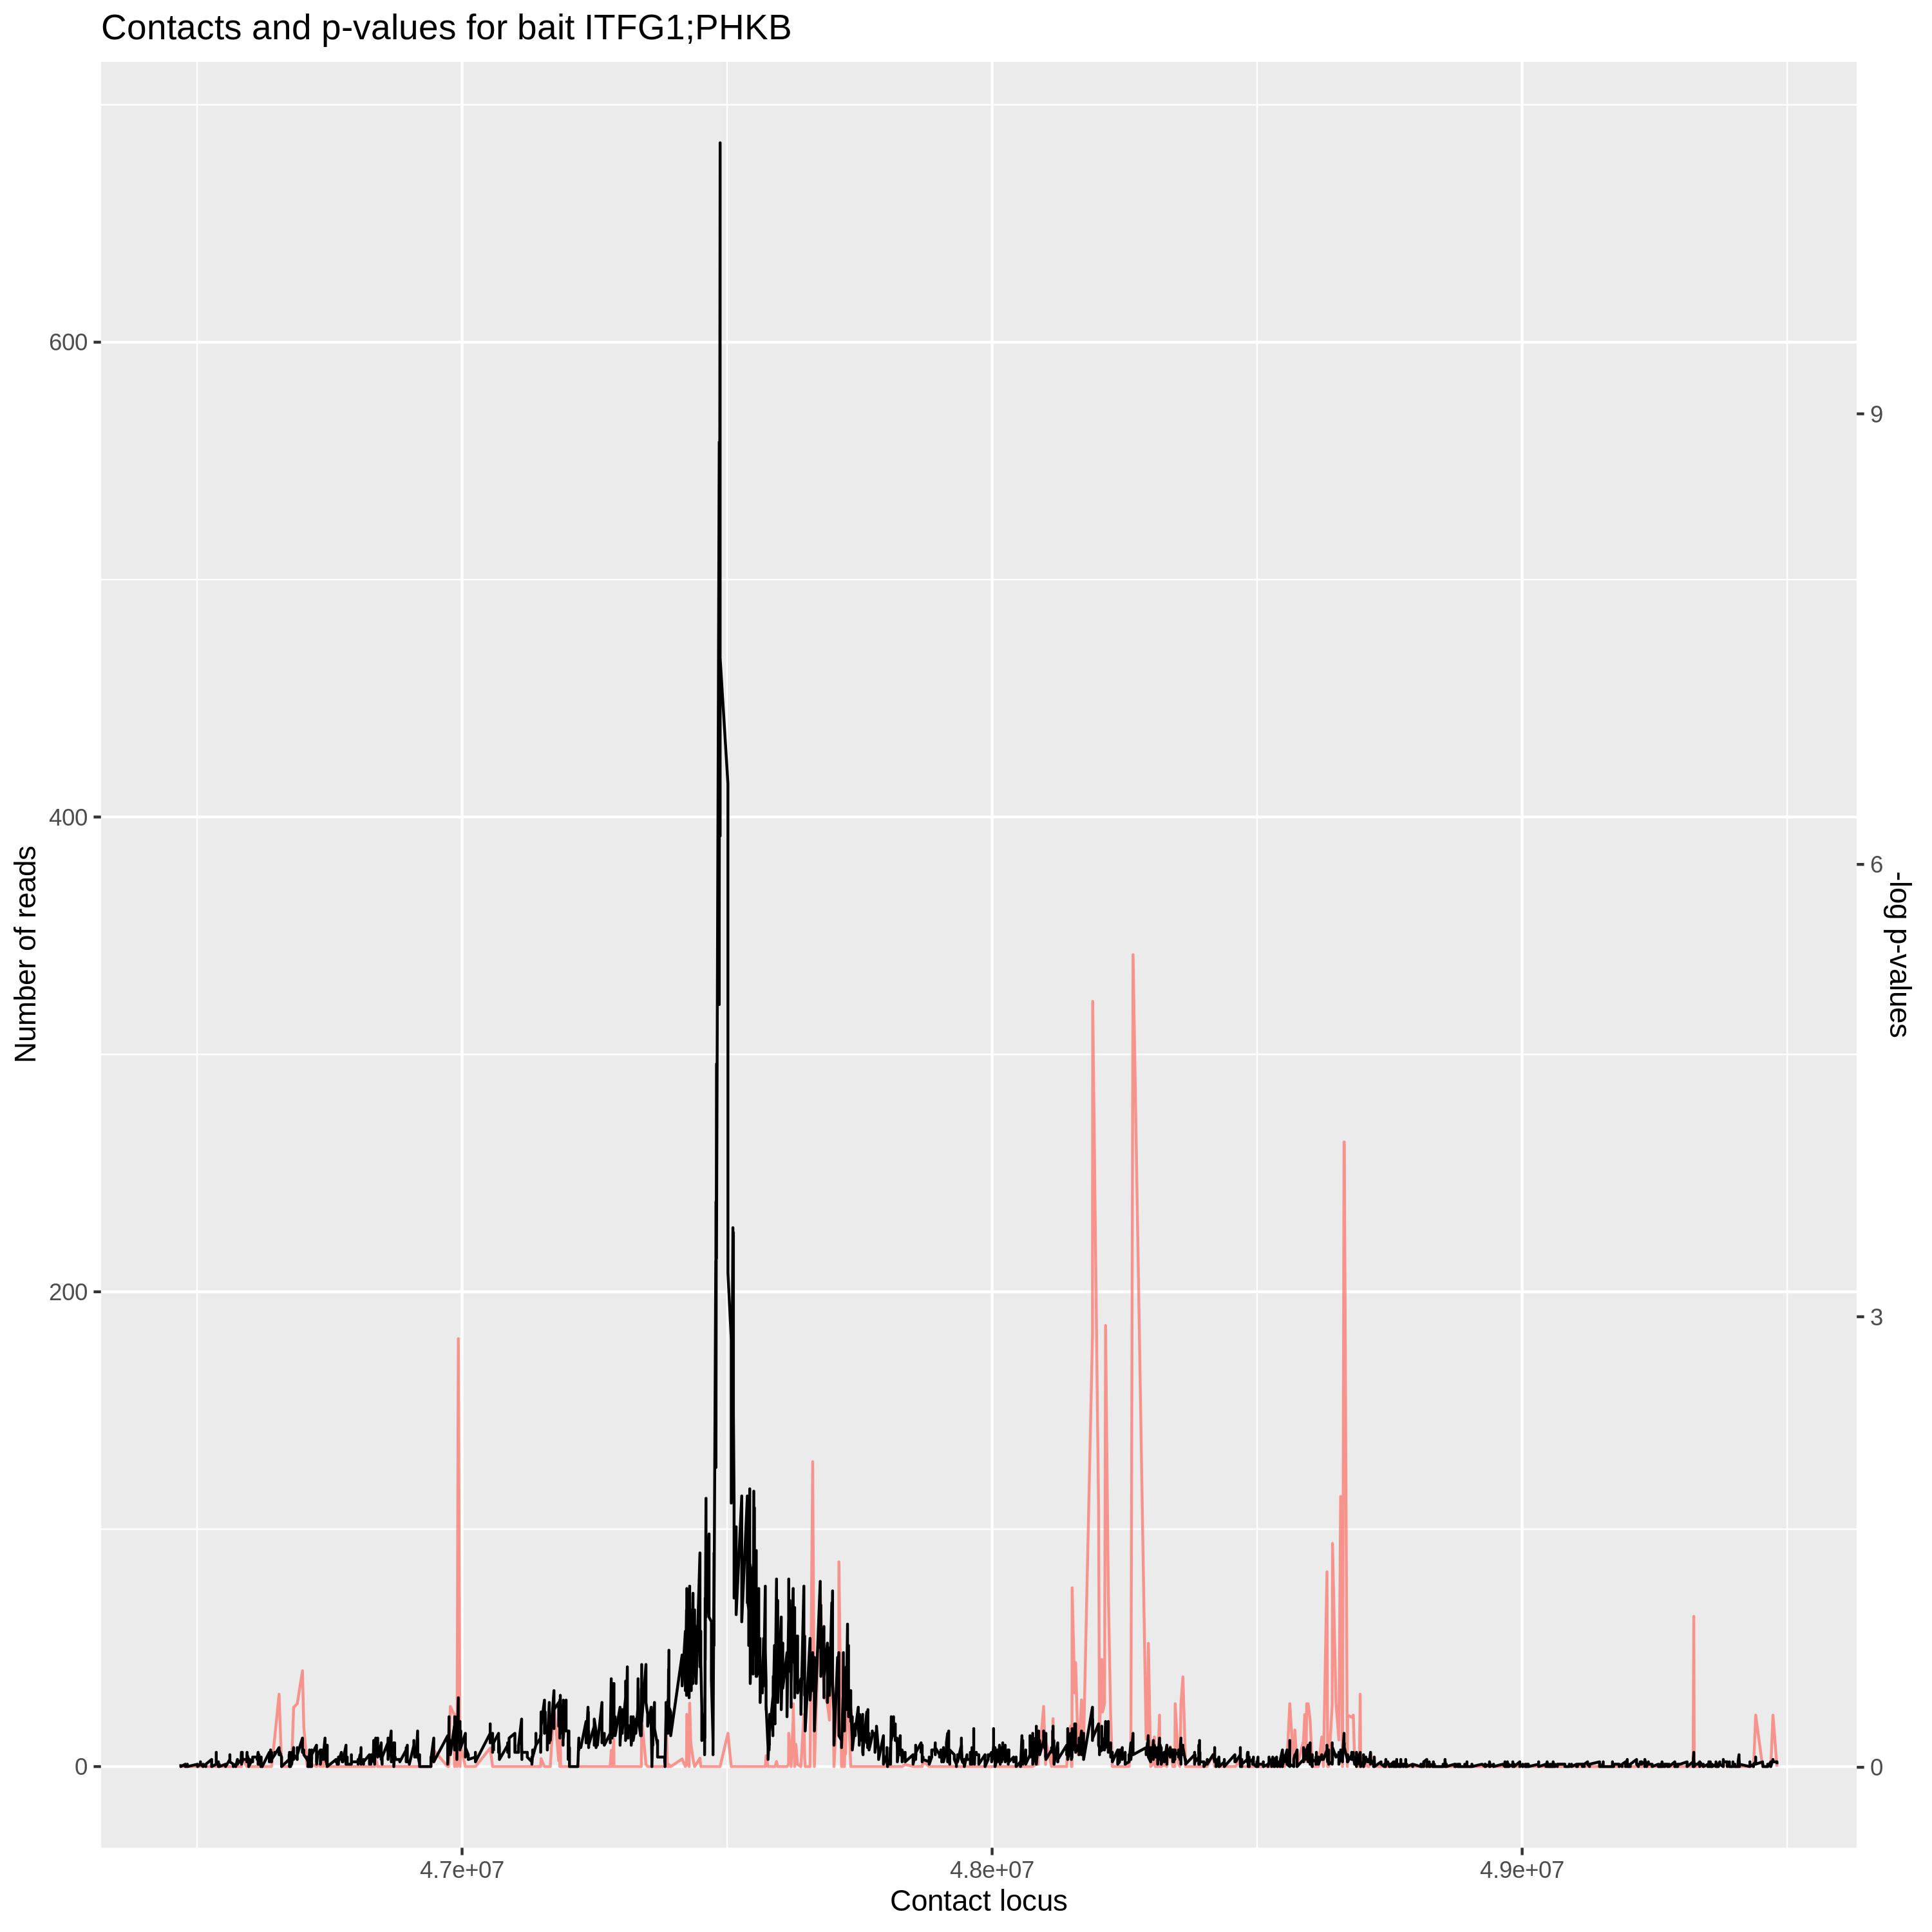 Contacts and p-values for bait ITFG1;PHKB
Number of reads
600
400
200
0
9
6
3
0
-log p-values
4.7e+07
4.8e+07
4.9e+07
Contact locus